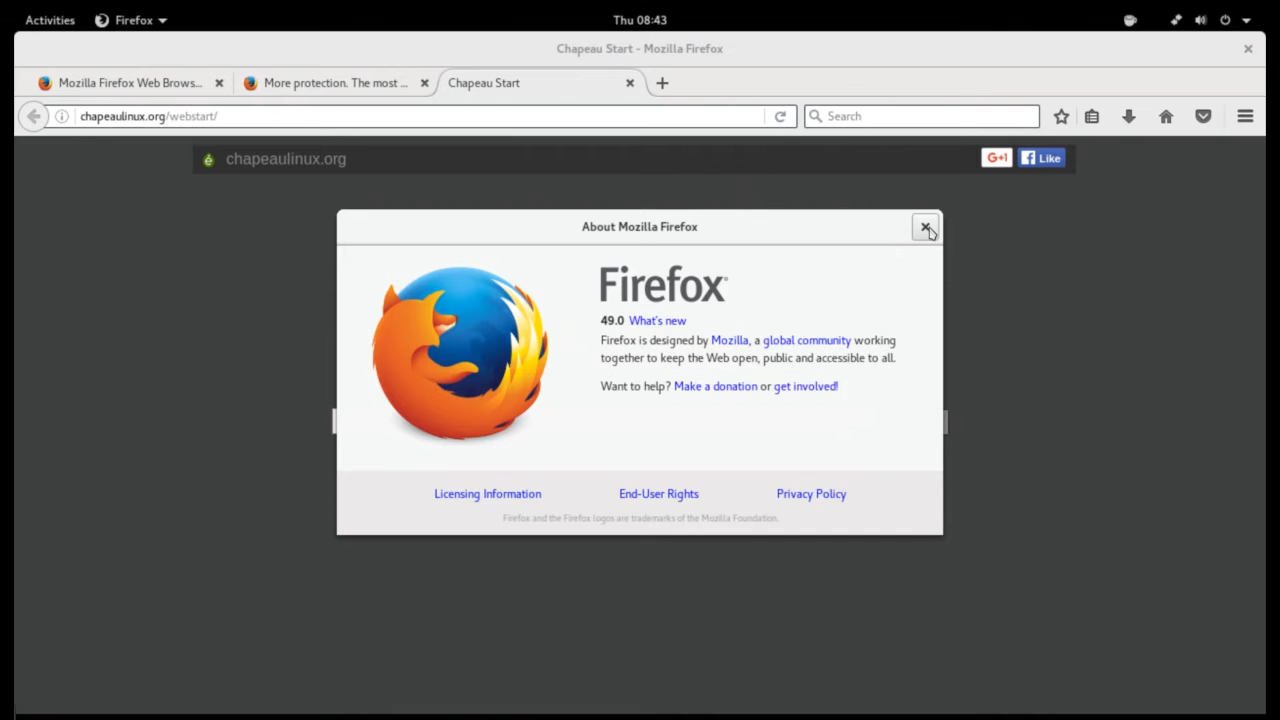 Activities Firefox Thu 08:43
Chapeau Start - Mozilla Firefox
Mozilla Firefox Web Brows... More protection. The most ... Chapeau Start
chapeaulinux.org/webstart/ Search
é chapeaulinux.org G+1 f Like
About Mozilla Firefox
Firefox®
49.0 What's new
Firefox is designed by Mozilla, a global community working
together to keep the Web open, public and accessible to all.
Want to help? Make a donation or get involved!
Licensing Information End-User Rights Privacy Policy
Firefox and the Firefox logos are trademarks of the Mozilla Foundation.